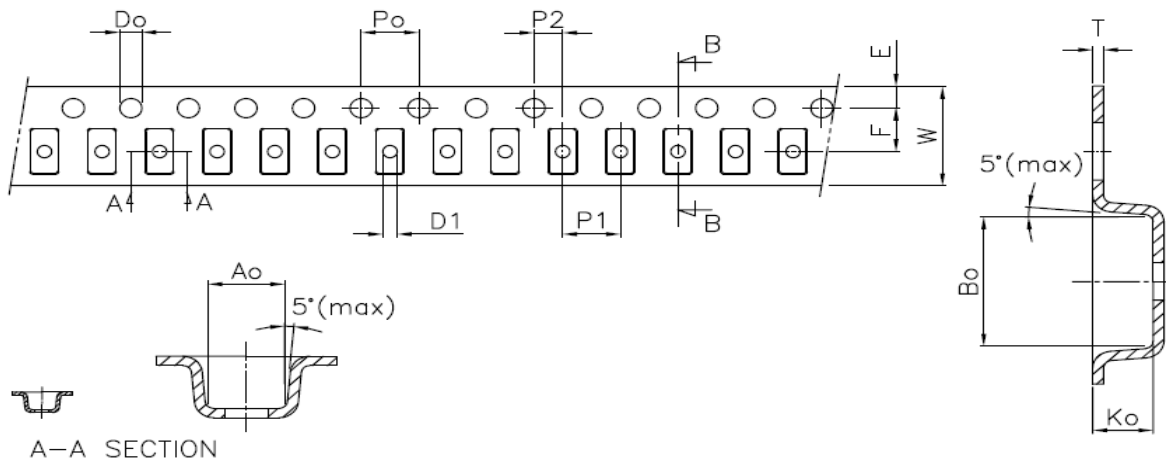 Do
Po
P2
B
E
T
F
W
5°(max)
A
A
D1
P1
B
Ao
5°(max)
Bo
Ko
A-A SECTION